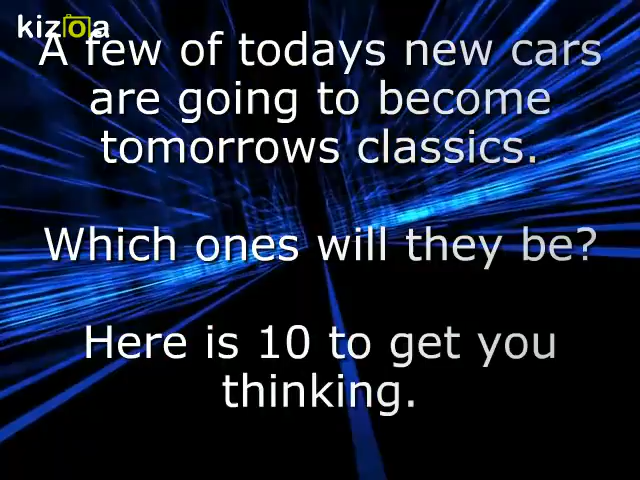 kizoa
A few of todays new cars
are going to become
tomorrows classics.
Which ones will they be?
Here is 10 to get you
thinking.